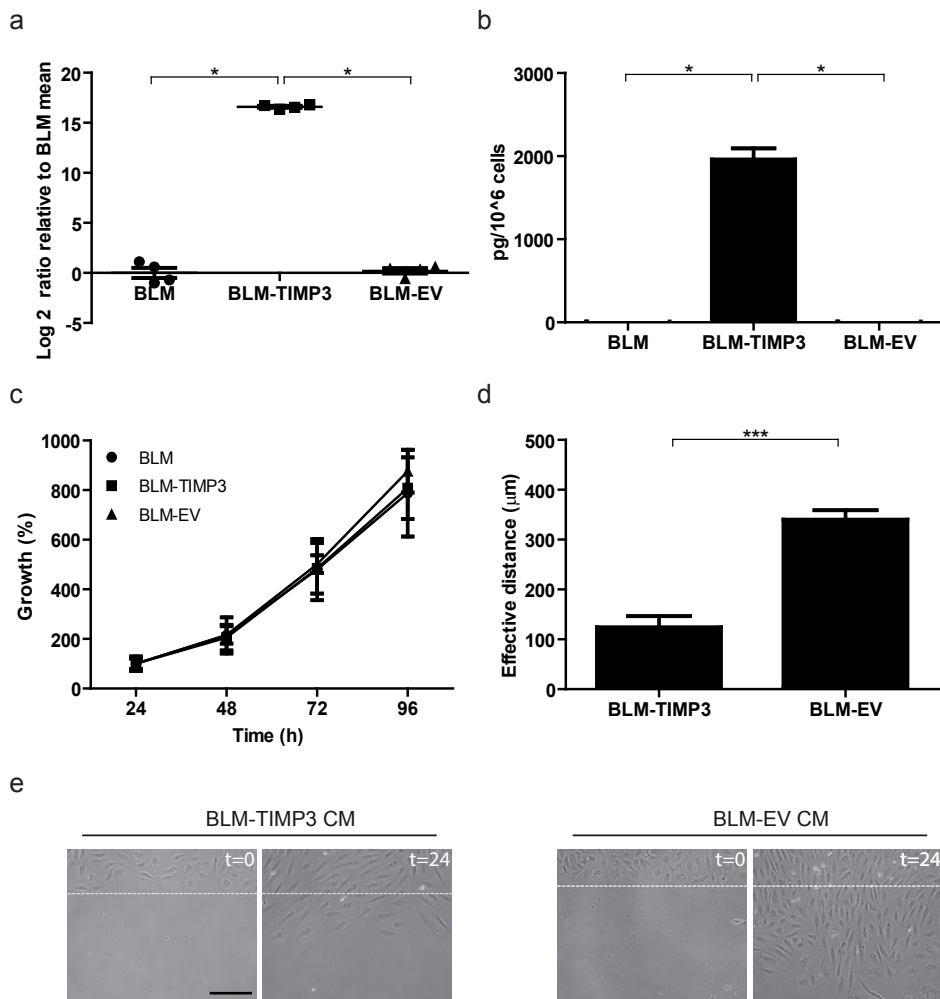 a
Log 2 ratio relative to BLM mean
20
15
10
5
0
-5
* *
BLM BLM-TIMP3 BLM-EV
b
pg/10^6 cells
3000
2000
1000
0
* *
BLM BLM-TIMP3 BLM-EV
c
Growth (%)
1000
800
600
400
200
0
BLM
BLM-TIMP3
BLM-EV
24 48 72 96
Time (h)
d
Effective distance (μm)
500
400
300
200
100
0
***
BLM-TIMP3 BLM-EV
e
BLM-TIMP3 CM
t=0 t=24
BLM-EV CM
t=0 t=24